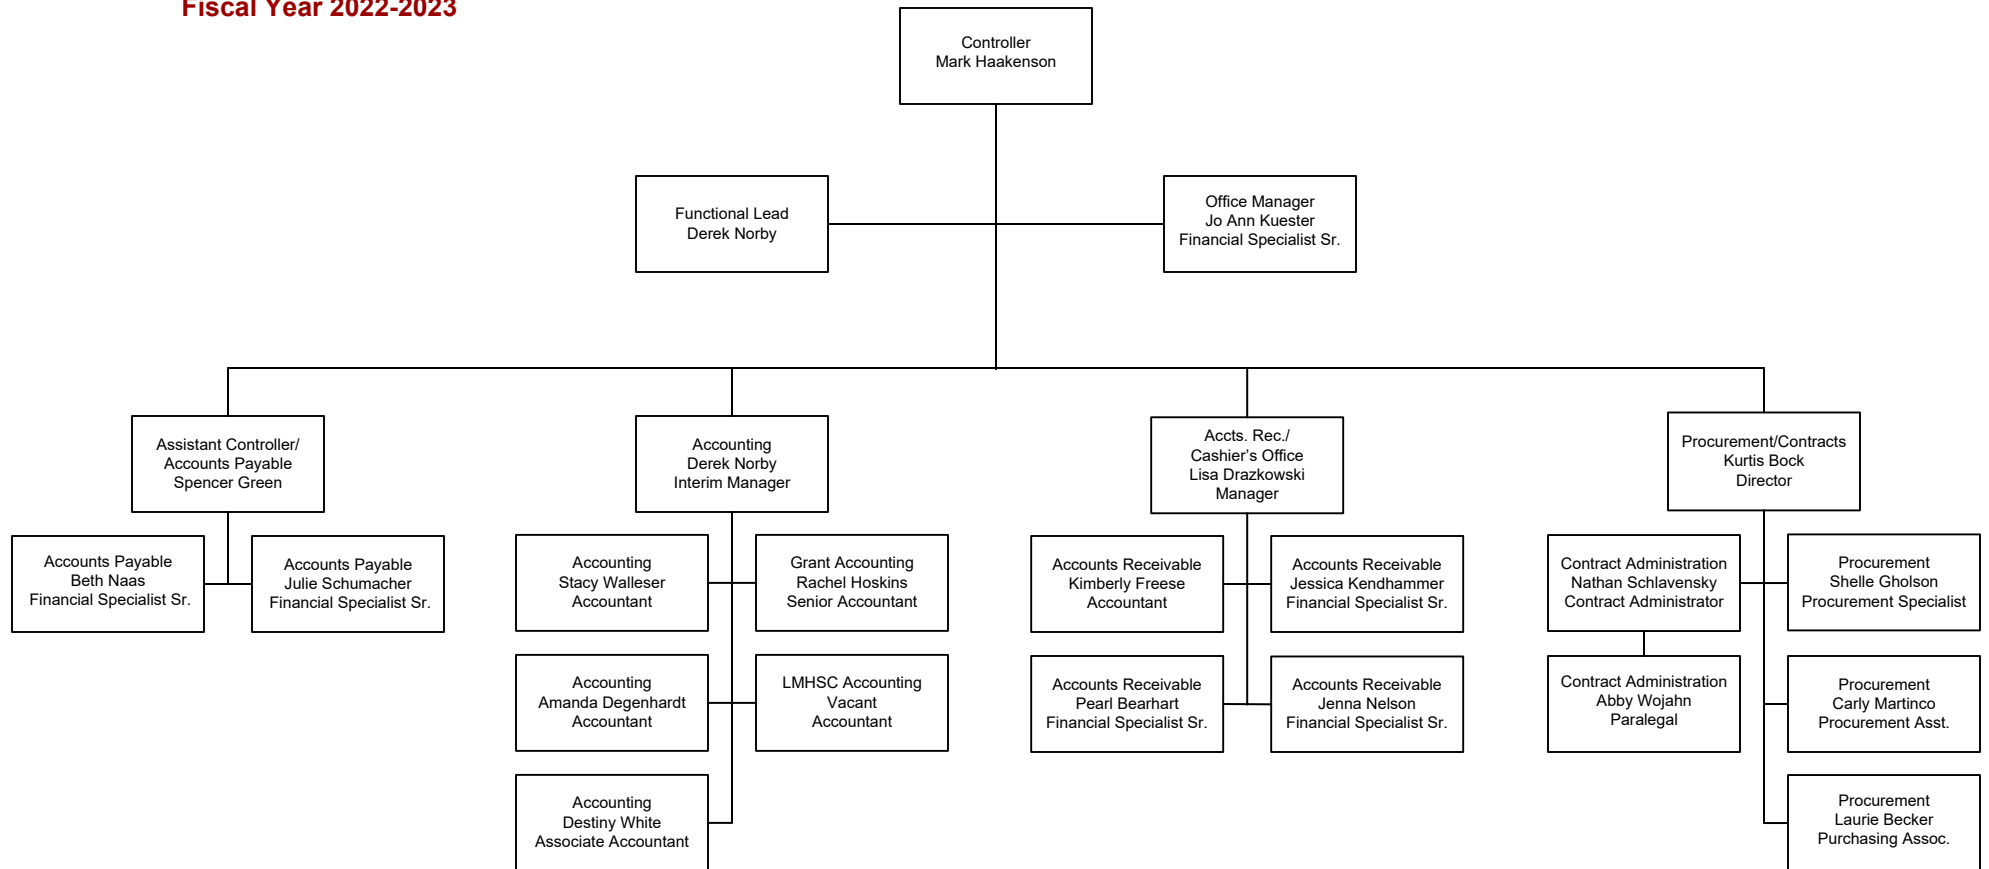 Fiscal Year 2022-2023
Controller
Mark Haakenson
Functional Lead
Derek Norby
Office Manager
Jo Ann Kuester
Financial Specialist Sr.
Assistant Controller/
Accounts Payable
Spencer Green
Accounting
Derek Norby
Interim Manager
Accts. Rec./
Cashier's Office
Lisa Drazkowski
Manager
Procurement/Contracts
Kurtis Bock
Director
Accounts Payable
Beth Naas
Financial Specialist Sr.
Accounts Payable
Julie Schumacher
Financial Specialist Sr.
Accounting
Stacy Walleser
Accountant
Grant Accounting
Rachel Hoskins
Senior Accountant
Accounts Receivable
Kimberly Freese
Accountant
Accounts Receivable
Jessica Kendhammer
Financial Specialist Sr.
Contract Administration
Nathan Schlavensky
Contract Administrator
Procurement
Shelle Gholson
Procurement Specialist
Accounting
Amanda Degenhardt
Accountant
LMHSC Accounting
Vacant
Accountant
Accounts Receivable
Pearl Bearhart
Financial Specialist Sr.
Accounts Receivable
Jenna Nelson
Financial Specialist Sr.
Contract Administration
Abby Wojahn
Paralegal
Procurement
Carly Martinco
Procurement Asst.
Accounting
Destiny White
Associate Accountant
Procurement
Laurie Becker
Purchasing Assoc.